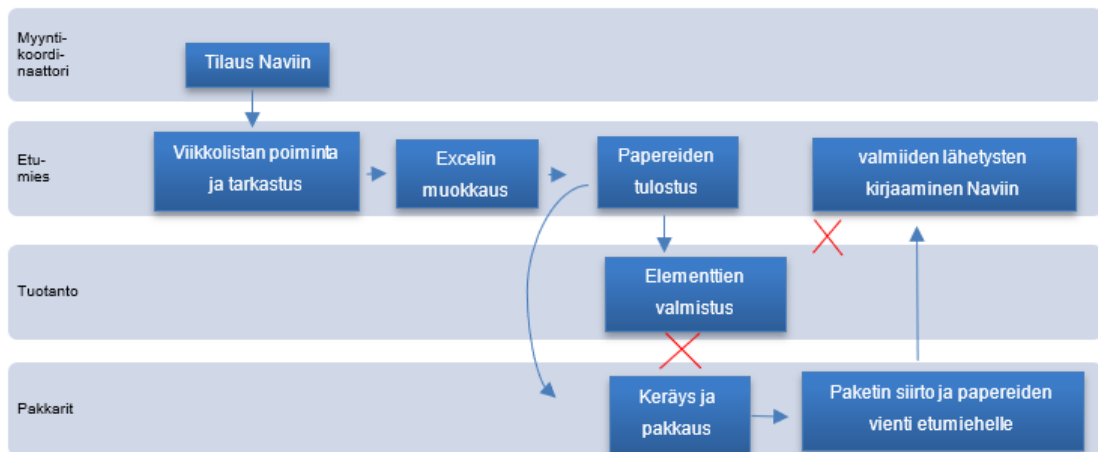 Myynti-
koordi-
naattori
Tilaus Naviin
Etu-
mies
Viikkolistan poiminta
ja tarkastus
Excelin
muokkaus
Papereiden
tulostus
valmiiden lähetysten
kirjaaminen Naviin
Tuotanto
Elementtien
valmistus
Pakkarit
Keräys ja
pakkaus
Paketin siirto ja papereiden
vienti etumiehelle